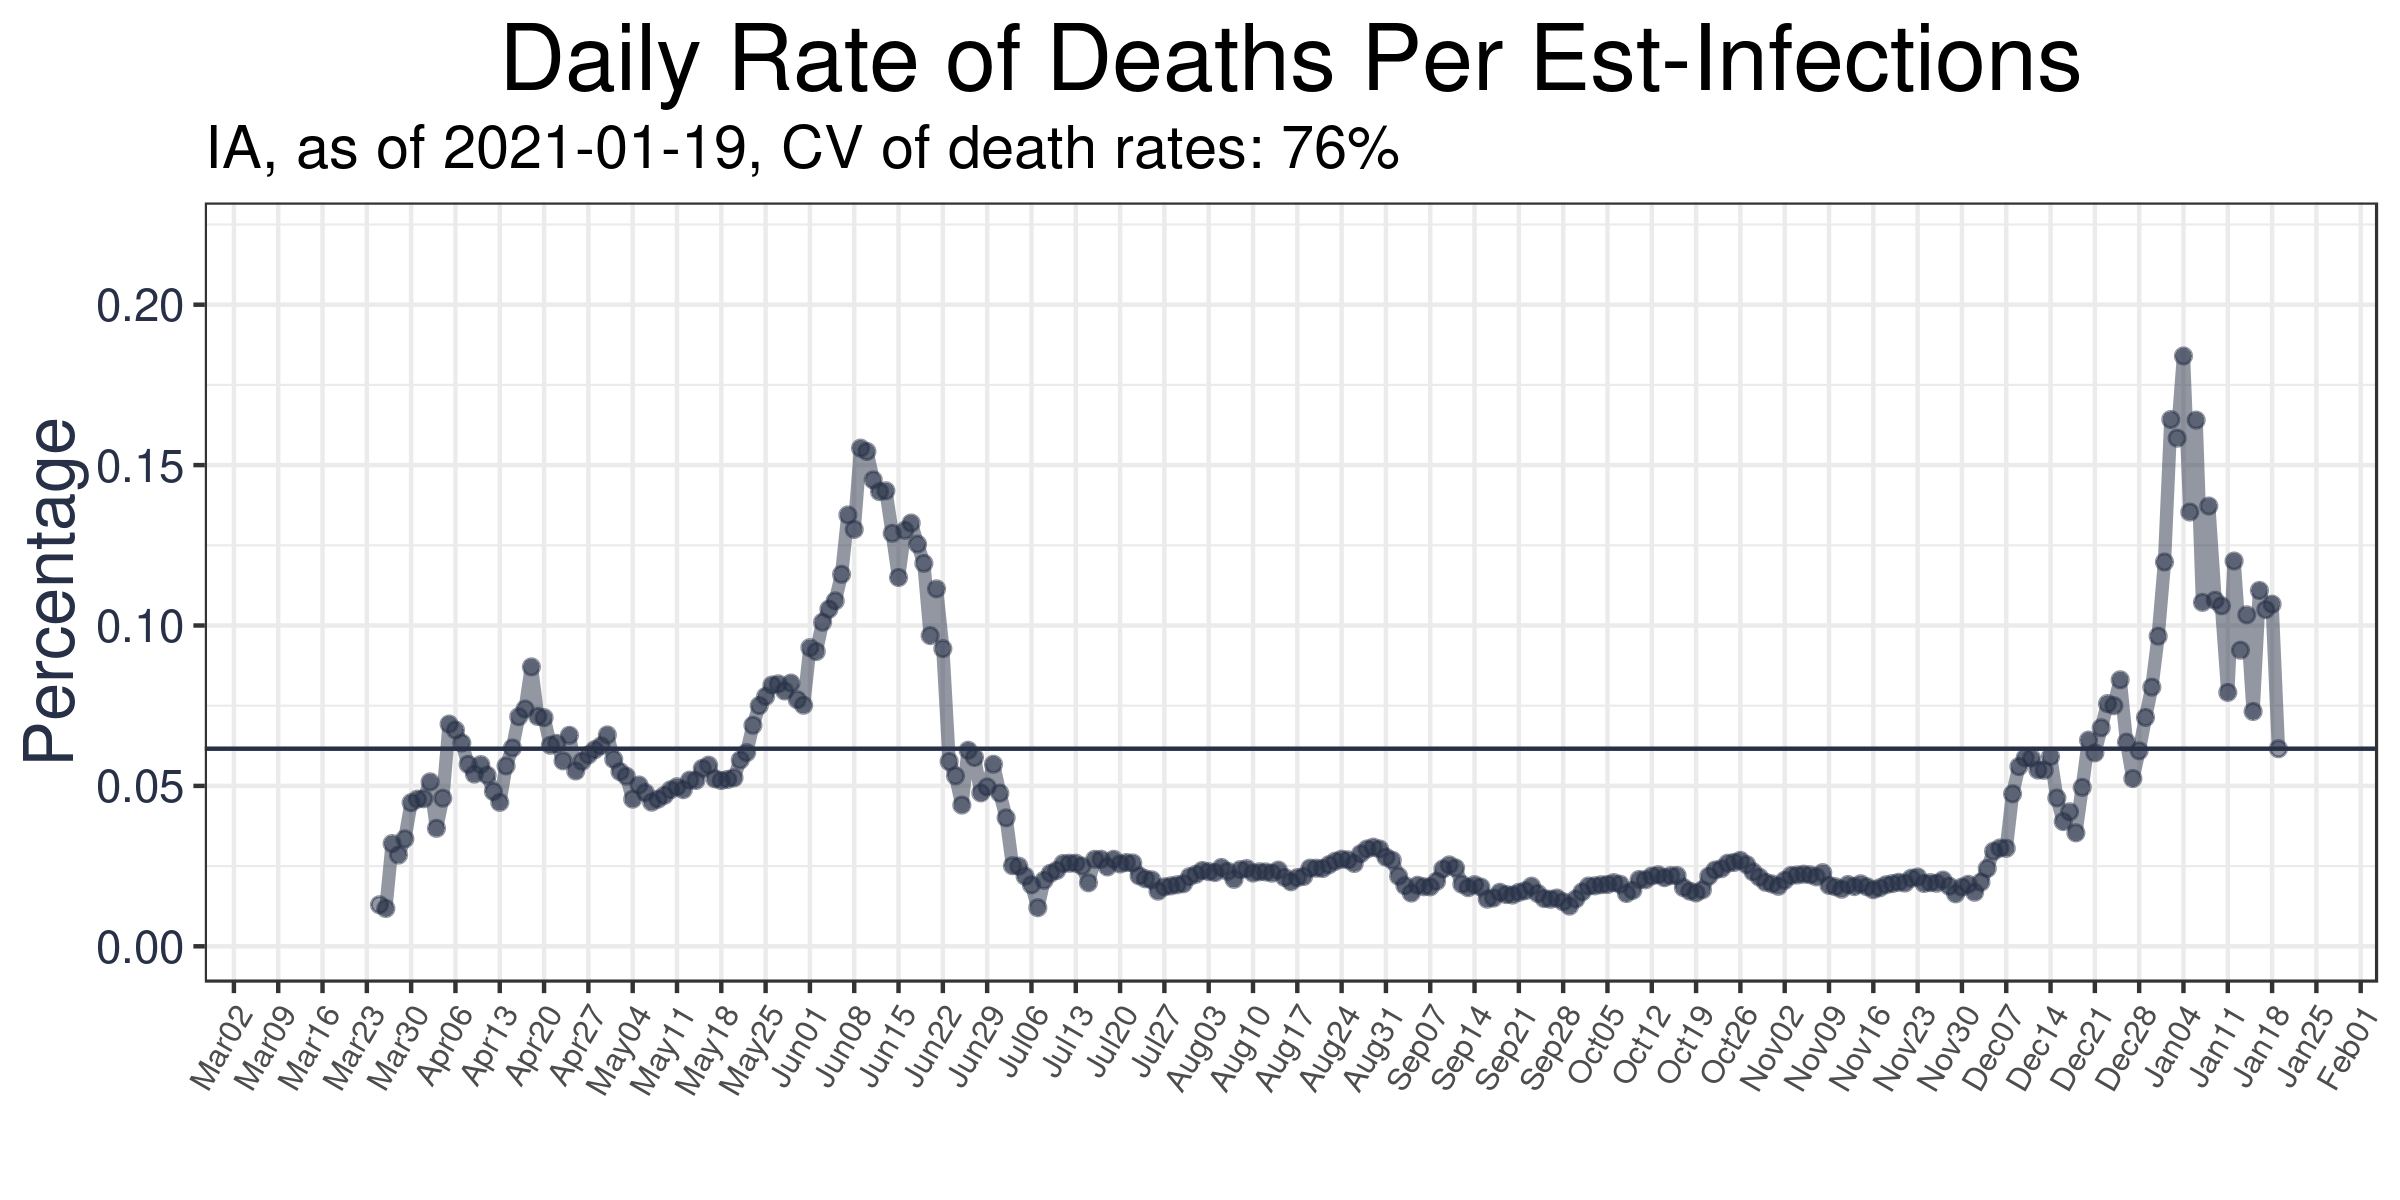 Daily Rate of Deaths Per Est-Infections
IA, as of 2021-01-19, CV of death rates: 76%
Percentage
0.20
0.15
0.10
0.05
0.00
Mar02
Mar09
Mar16
Mar23
Mar30
Apr06
Apr13
Apr20
Apr27
May04
May11
May18
May25
Jun01
Jun08
Jun15
Jun22
Jun29
Jul06
Jul13
Jul20
Jul27
Aug03
Aug10
Aug17
Aug24
Aug31
Sep07
Sep14
Sep21
Sep28
Oct05
Oct12
Oct19
Oct26
Nov02
Nov09
Nov16
Nov23
Nov30
Dec07
Dec14
Dec21
Dec28
Jan04
Jan11
Jan18
Jan25
Feb01